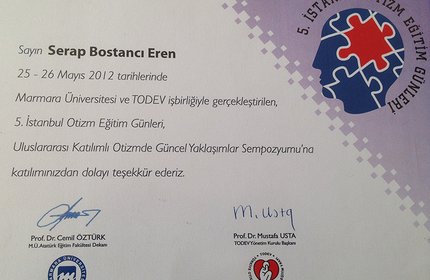 5. İSTANBUL OTİZM EĞİTİM GÜNLERİ
Sayın Serap Bostancı Eren
25 - 26 Mayıs 2012 tarihlerinde
Marmara Üniversitesi ve TODEV işbirliğiyle gerçekleştirilen,
5. İstanbul Otizm Eğitim Günleri,
Uluslararası Katılımlı Otizmde Güncel Yaklaşımlar Sempozyumu'na
katılımınızdan dolayı teşekkür ederiz.
M. Usta
Prof. Dr. Cemil ÖZTÜRK
M.Ü.Atatürk Eğitim Fakültesi Dekanı
Prof. Dr. Mustafa USTA
TODEV Yönetim Kurulu Başkanı
TODEV